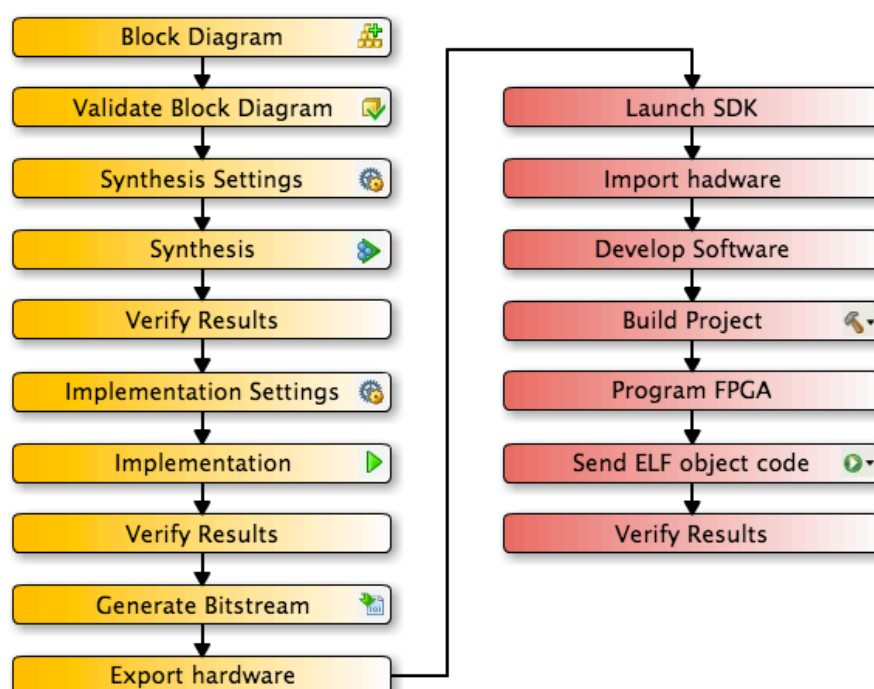 Block Diagram
Validate Block Diagram
Synthesis Settings
Synthesis
Verify Results
Implementation Settings
Implementation
Verify Results
Generate Bitstream
Export hardware
Launch SDK
Import hadware
Develop Software
Build Project
Program FPGA
Send ELF object code
Verify Results